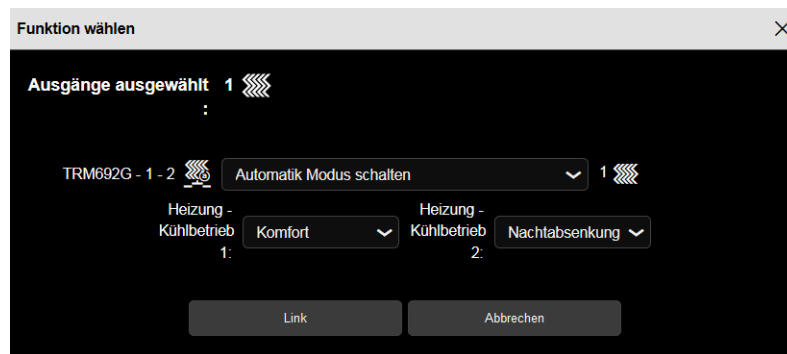 Funktion wählen
Ausgänge ausgewählt 1
:
TRM692G - 1 - 2 Automatik Modus schalten 1
Heizung -
Kühlbetrieb
1:
Komfort
Heizung -
Kühlbetrieb
2:
Nachtabsenkung
Link Abbrechen